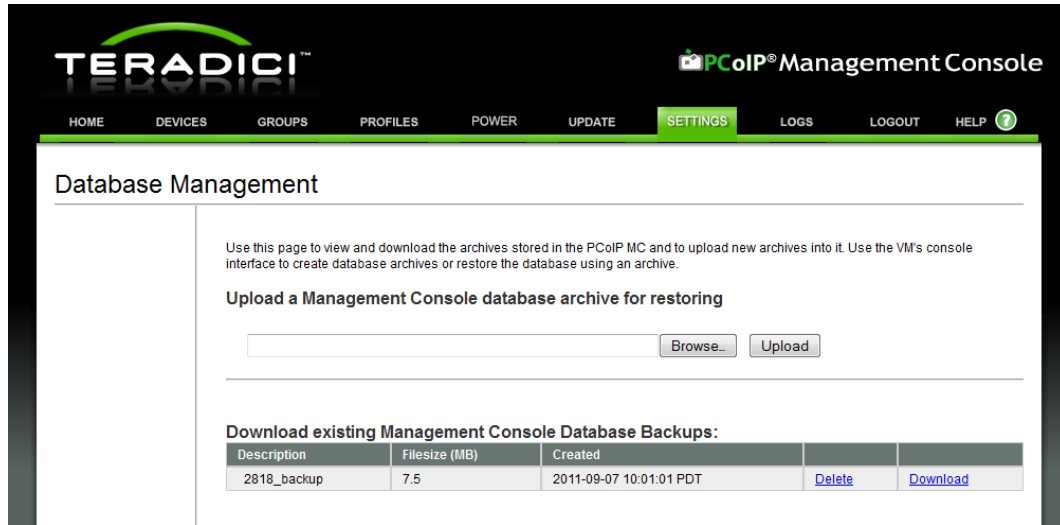 TERADICI™
PCoIP® Management Console
HOME DEVICES GROUPS PROFILES POWER UPDATE SETTINGS LOGS LOGOUT HELP ?
Database Management
Use this page to view and download the archives stored in the PCoIP MC and to upload new archives into it. Use the VM's console
interface to create database archives or restore the database using an archive.
Upload a Management Console database archive for restoring
Browse... Upload
Download existing Management Console Database Backups:
Description Filesize (MB) Created
2818_backup 7.5 2011-09-07 10:01:01 PDT Delete Download